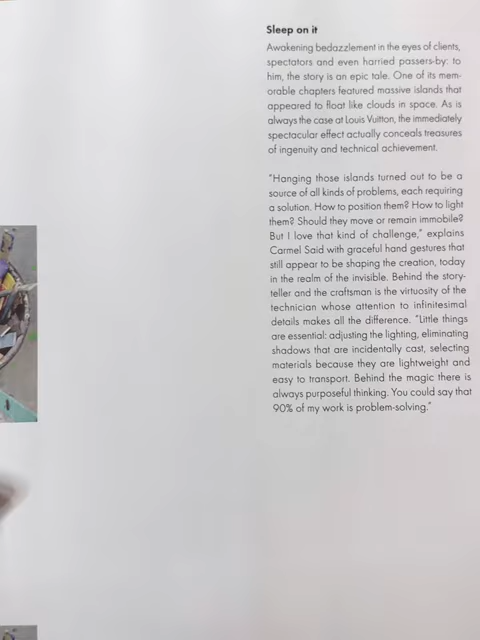 Sleep on it
Awakening bedazzlement in the eyes of clients,
spectators and even harried passers-by: to
him, the story is an epic tale. One of its mem-
orable chapters featured massive islands that
appeared to float like clouds in space. As is
always the case at Louis Vuitton, the immediately
spectacular effect actually conceals treasures
of ingenuity and technical achievement.
"Hanging those islands turned out to be a
source of all kinds of problems, each requiring
a solution. How to position them? How to light
them? Should they move or remain immobile?
But I love that kind of challenge," explains
Carmel Said with graceful hand gestures that
still appear to be shaping the creation, today
in the realm of the invisible. Behind the story-
teller and the craftsman is the virtuosity of the
technician whose attention to infinitesimal
details makes all the difference. "Little things
are essential: adjusting the lighting, eliminating
shadows that are incidentally cast, selecting
materials because they are lightweight and
easy to transport. Behind the magic there is
always purposeful thinking. You could say that
90% of my work is problem-solving."